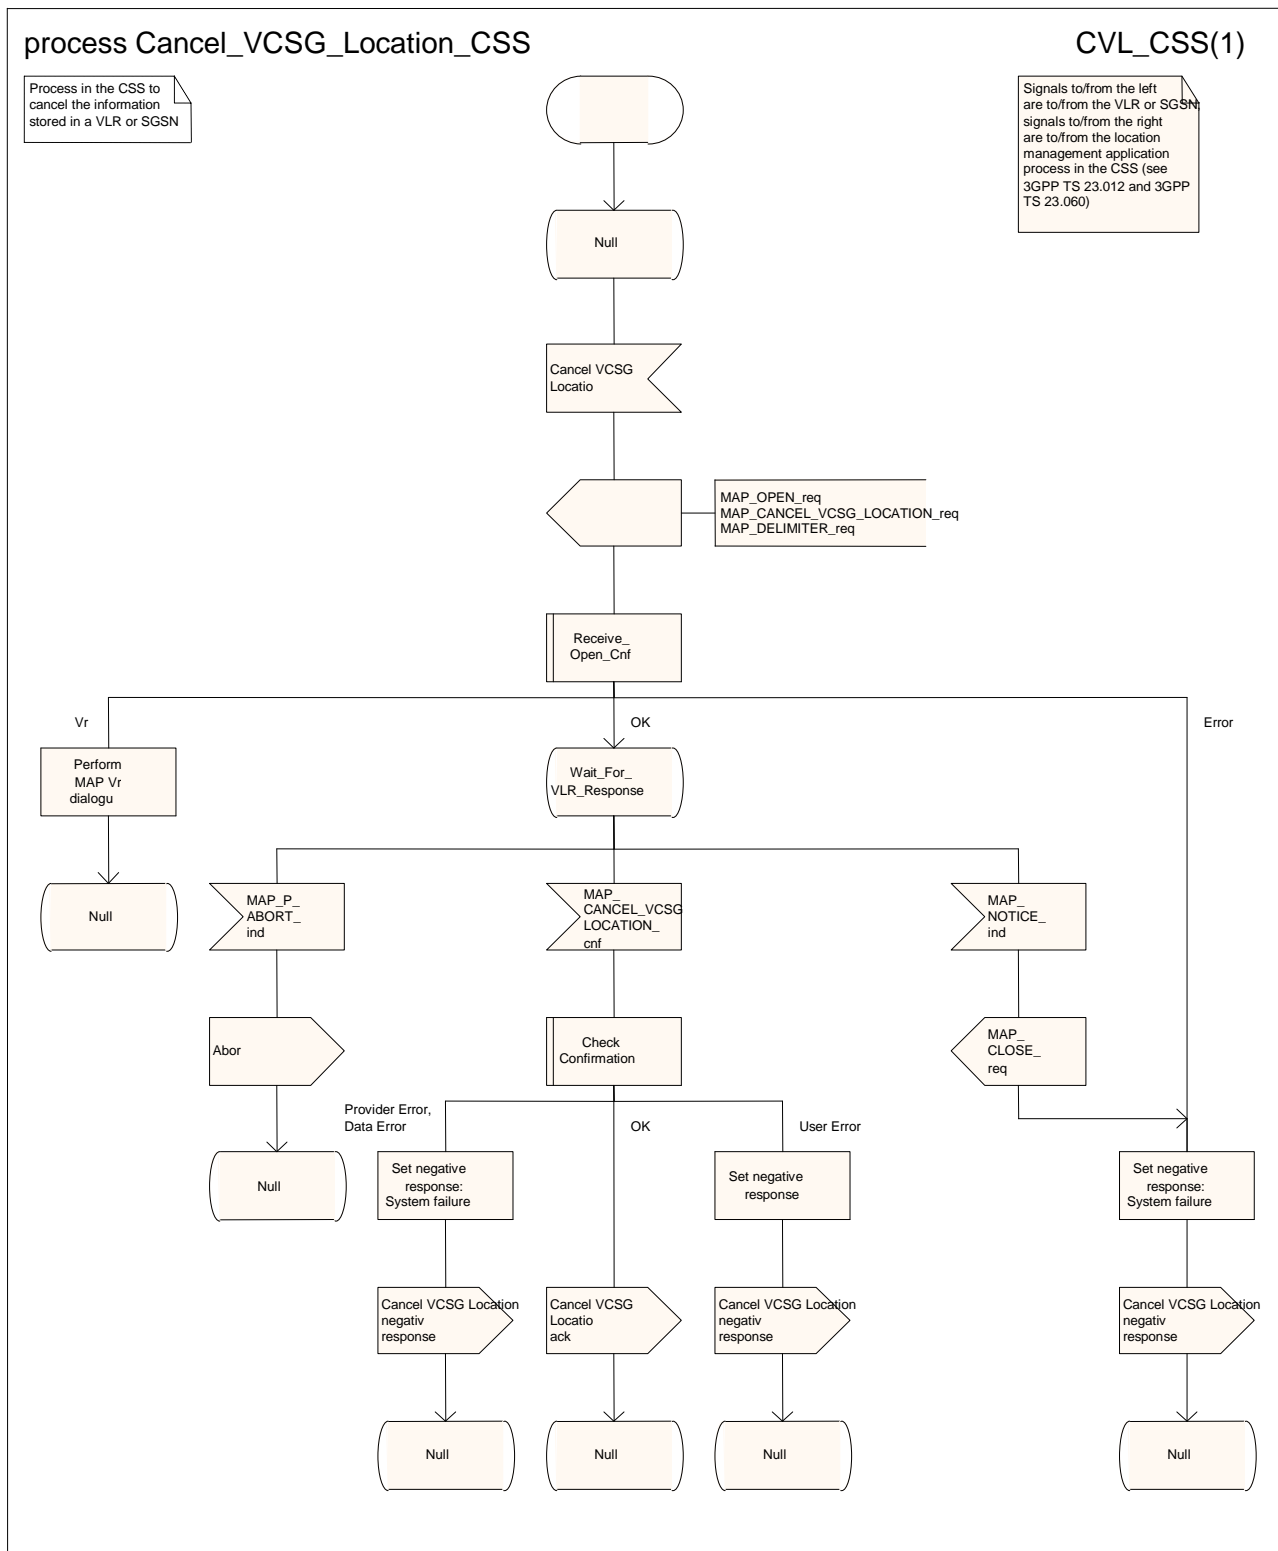 process Cancel_VCSG_Location_CSS
CVL_CSS(1)
Process in the CSS to
cancel the information
stored in a VLR or SGSN
Signals to/from the left
are to/from the VLR or SGSN;
signals to/from the right
are to/from the location
management application
process in the CSS (see
3GPP TS 23.012 and 3GPP
TS 23.060)
Null
Cancel VCSG
Locatio
MAP_OPEN_req
MAP_CANCEL_VCSG_LOCATION_req
MAP_DELIMITER_req
Receive_
Open_Cnf
Vr
OK
Error
Perform
MAP Vr
dialogu
Wait_For_
VLR_Response
Null
MAP_P_
ABORT_
ind
MAP_
CANCEL_VCSG
LOCATION_
cnf
MAP_
NOTICE_
ind
Abor
Check
Confirmation
MAP_
CLOSE_
req
Provider Error,
Data Error
OK
User Error
Null
Set negative
response:
System failure
Set negative
response
Set negative
response:
System failure
Cancel VCSG Location
negativ
response
Cancel VCSG
Locatio
ack
Cancel VCSG Location
negativ
response
Cancel VCSG Location
negativ
response
Null
Null
Null
Null